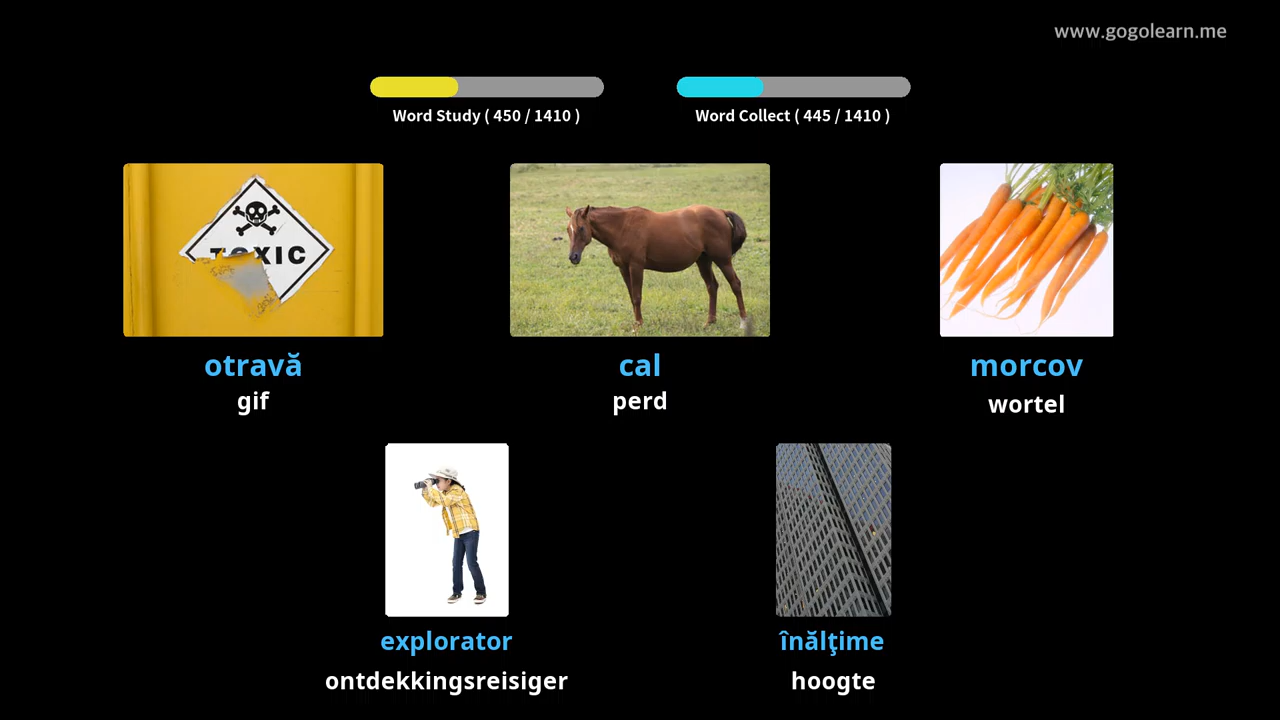 www.gogolearn.me
Word Study ( 450 / 1410 )
Word Collect ( 445 / 1410 )
TOXIC
otravă
cal
morcov
gif
perd
wortel
explorator
înălţime
ontdekkingsreisiger
hoogte